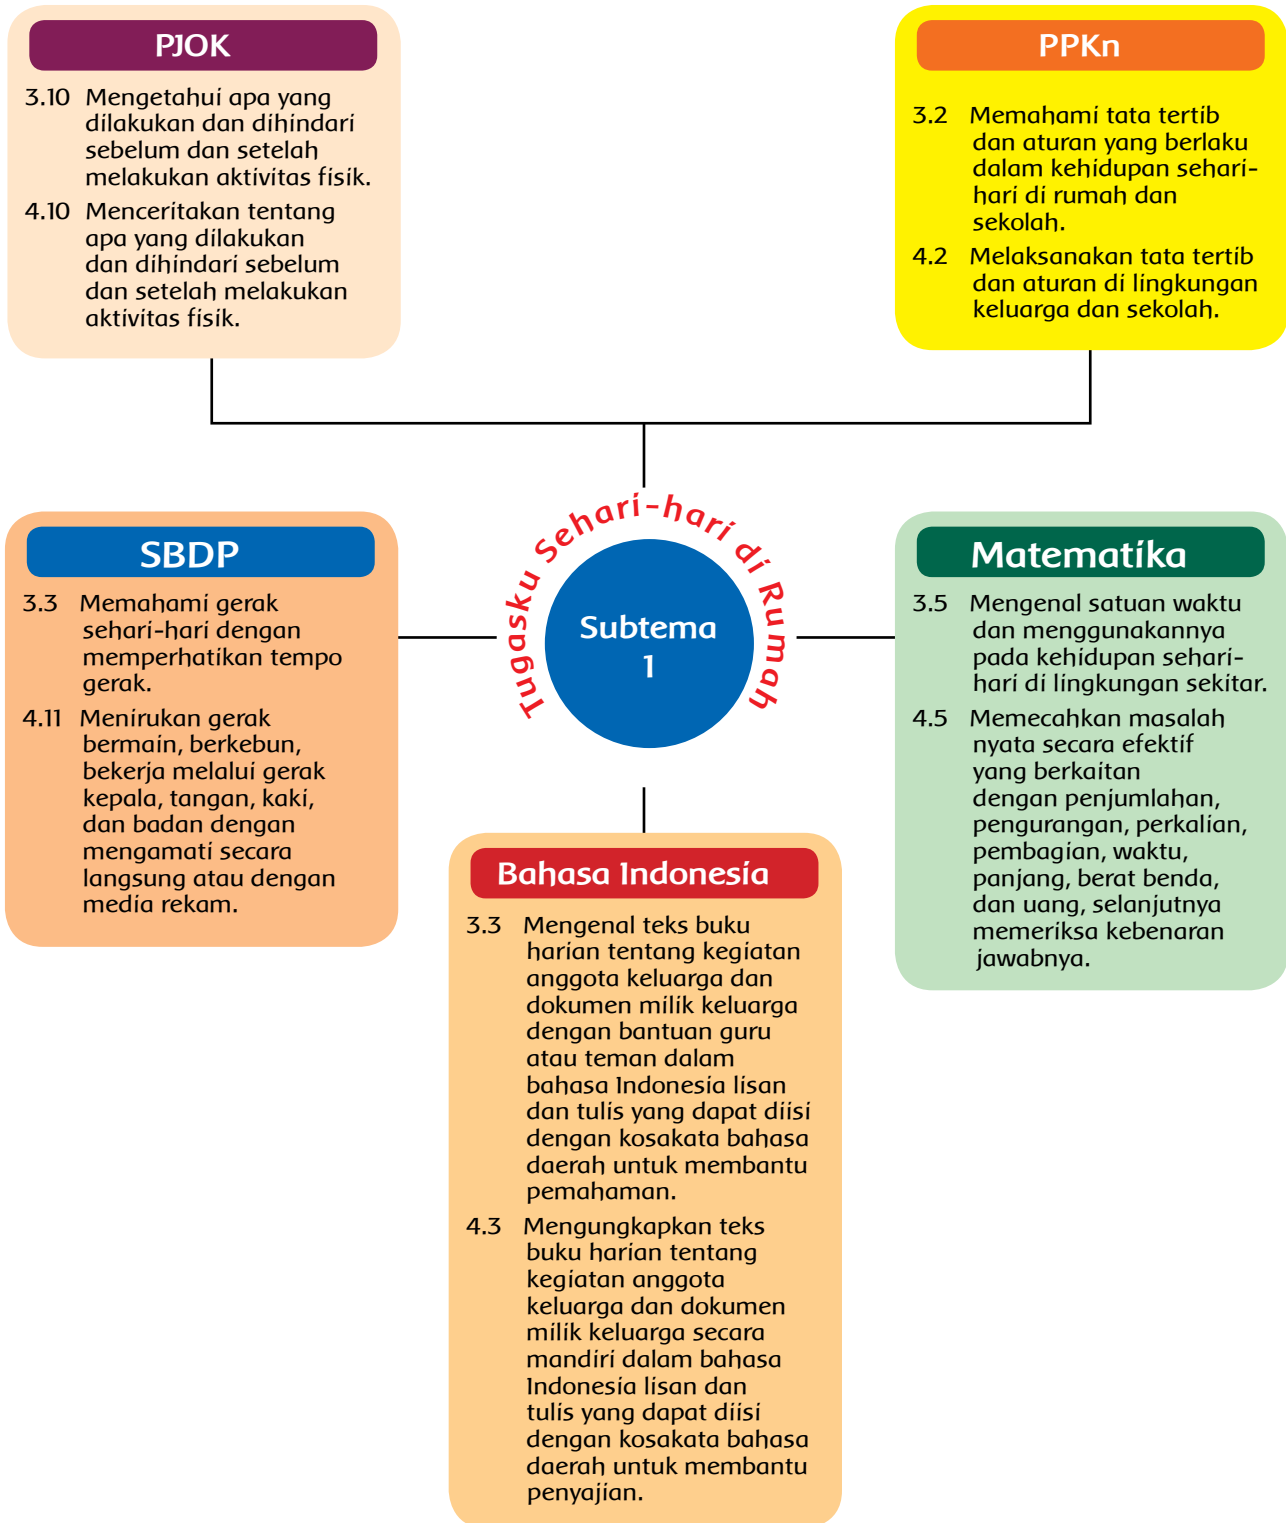 PJOK
3.10 Mengetahui apa yang
dilakukan dan dihindari
sebelum dan setelah
melakukan aktivitas fisik.
4.10 Menceritakan tentang
apa yang dilakukan
dan dihindari sebelum
dan setelah melakukan
aktivitas fisik.
PPKn
3.2 Memahami tata tertib
dan aturan yang berlaku
dalam kehidupan sehari-
hari di rumah dan
sekolah.
4.2 Melaksanakan tata tertib
dan aturan di lingkungan
keluarga dan sekolah.
Tugasku Sehari-hari di Rumah
Subtema
1
SBDP
3.3 Memahami gerak
sehari-hari dengan
memperhatikan tempo
gerak.
4.11 Menirukan gerak
bermain, berkebun,
bekerja melalui gerak
kepala, tangan, kaki,
dan badan dengan
mengamati secara
langsung atau dengan
media rekam.
Matematika
3.5 Mengenal satuan waktu
dan menggunakannya
pada kehidupan sehari-
hari di lingkungan sekitar.
4.5 Memecahkan masalah
nyata secara efektif
yang berkaitan
dengan penjumlahan,
pengurangan, perkalian,
pembagian, waktu,
panjang, berat benda,
dan uang, selanjutnya
memeriksa kebenaran
jawabnya.
Bahasa Indonesia
3.3 Mengenal teks buku
harian tentang kegiatan
anggota keluarga dan
dokumen milik keluarga
dengan bantuan guru
atau teman dalam
bahasa Indonesia lisan
dan tulis yang dapat diisi
dengan kosakata bahasa
daerah untuk membantu
pemahaman.
4.3 Mengungkapkan teks
buku harian tentang
kegiatan anggota
keluarga dan dokumen
milik keluarga secara
mandiri dalam bahasa
Indonesia lisan dan
tulis yang dapat diisi
dengan kosakata bahasa
daerah untuk membantu
penyajian.